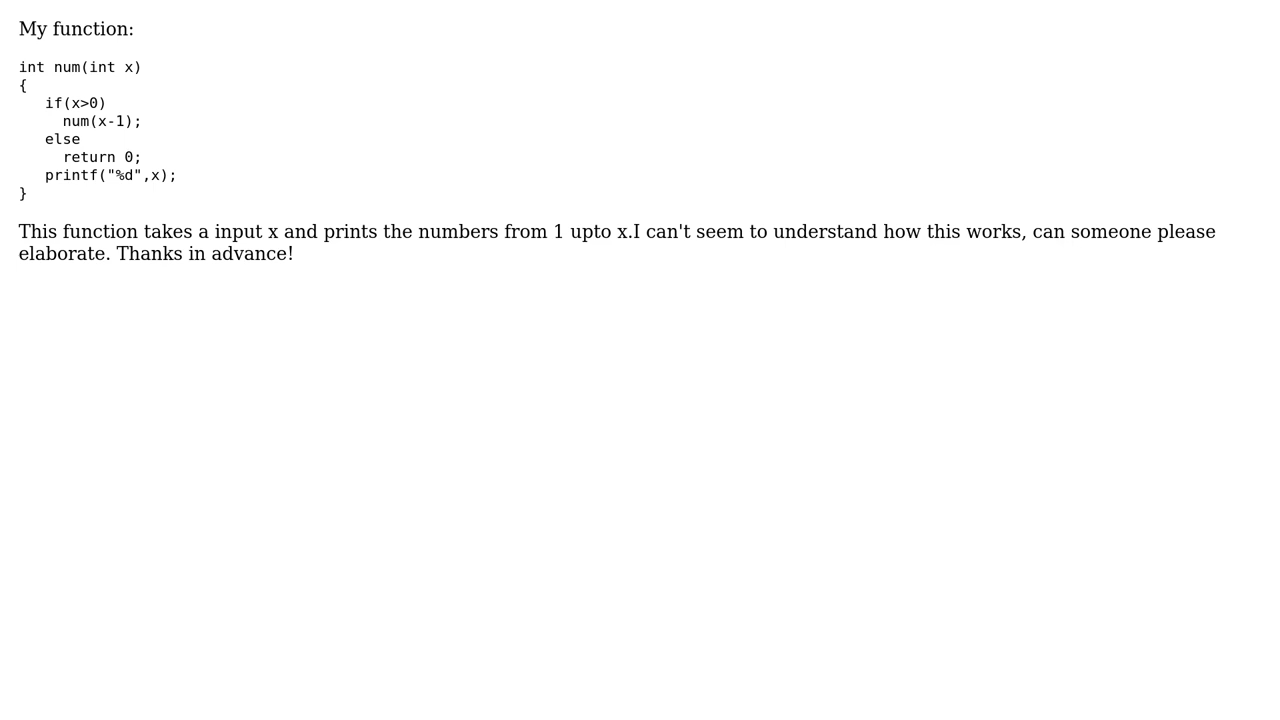 My function:
int num(int x)
{
   if(x>0)
     num(x-1);
   else
     return 0;
   printf("%d",x);
}
This function takes a input x and prints the numbers from 1 upto x.I can't seem to understand how this works, can someone please
elaborate. Thanks in advance!